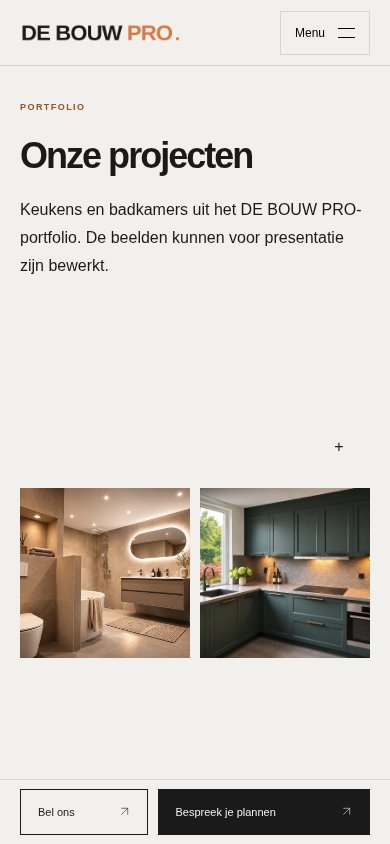 DE BOUW PRO.
Menu
PORTFOLIO
Onze projecten
Keukens en badkamers uit het DE BOUW PRO-
portfolio. De beelden kunnen voor presentatie
zijn bewerkt.
+
Bel ons
Bespreek je plannen